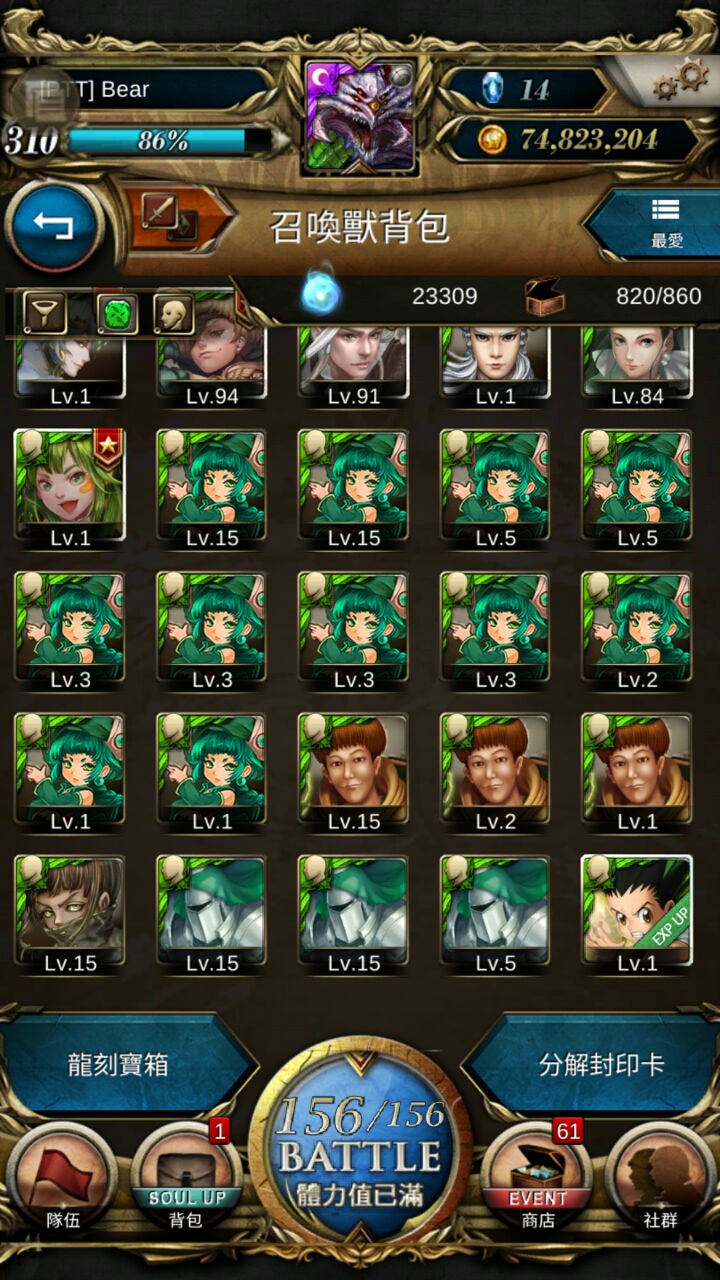 [PTT] Bear
14
310
86%
74,823,204
召喚獸背包
最愛
23309
820/860
Lv.1
Lv.94
Lv.91
Lv.1
Lv.84
Lv.1
Lv.15
Lv.15
Lv.5
Lv.5
Lv.3
Lv.3
Lv.3
Lv.3
Lv.2
Lv.1
Lv.1
Lv.15
Lv.2
Lv.1
EXP UP
Lv.15
Lv.15
Lv.15
Lv.5
Lv.1
龍刻寶箱
分解封印卡
156/156
BATTLE
體力值已滿
1
61
SOUL UP
EVENT
隊伍
背包
商店
社群